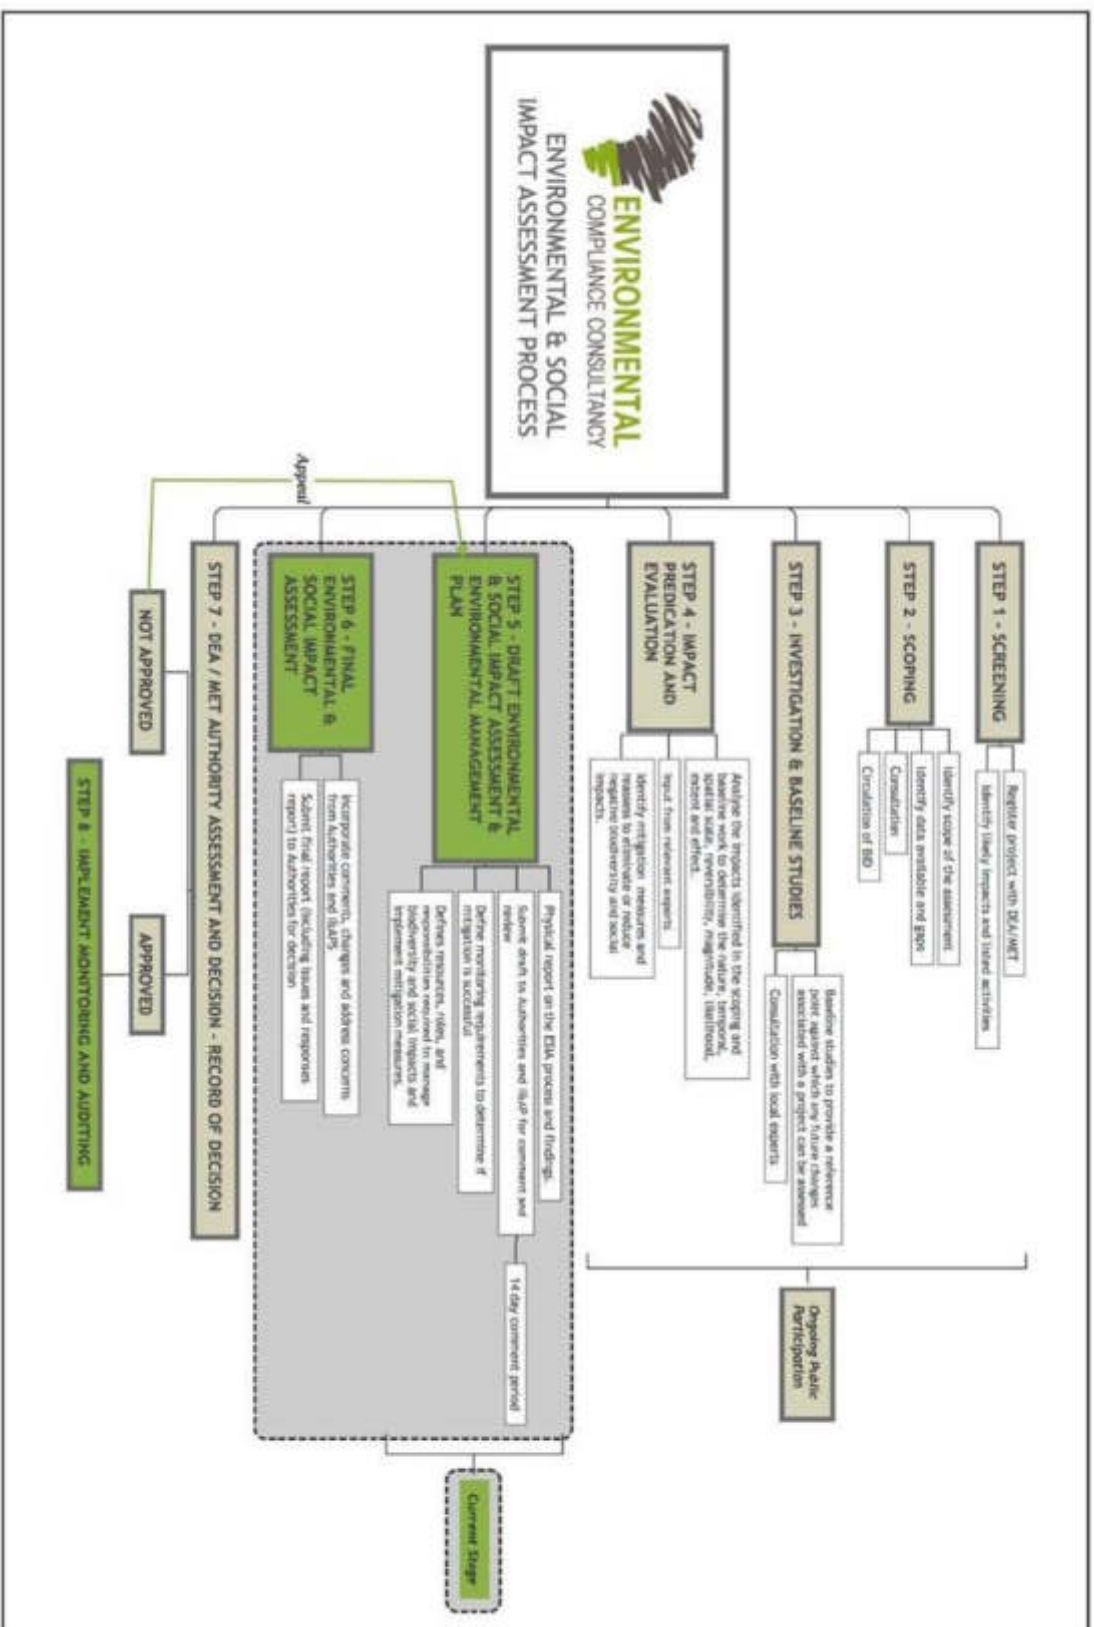 ENVIRONMENTAL
COMPLIANCE CONSULTANCY
ENVIRONMENTAL & SOCIAL
IMPACT ASSESSMENT PROCESS
STEP 1 - SCREENING
Register project with DEA/MET
Identify likely impacts and listed activities
STEP 2 - SCOPING
Identify scope of the assesment
Identify data available and gaps
Consultation
Circulation of BID
STEP 3 - INVESTIGATION & BASELINE STUDIES
Baseline studies to provide a reference
point against which any future changes
associated with a project can be assessed
Consultation with local experts
Ongoing Public
Participation
STEP 4 - IMPACT
PREDICATION AND
EVALUATION
Analyse the impacts identified in the scoping and
baseline work to determine the nature, temporal,
spatial scale, reversibility, magnitude, likelihood,
extent and effect.
Input from relevant experts
Identify mitigation measures and
reassess to eliminate or reduce
negative biodiversity and social
impacts.
STEP 5 - DRAFT ENVIRONMENTAL
& SOCIAL IMPACT ASSESSMENT &
ENVIRONMENTAL MANAGEMENT
PLAN
Physical report on the ESIA process and findings.
Submit draft to Authorities and I&AP for comment and
review
14 day comment period
Define monitoring requirements to determine if
mitigation is successful
Defines resources, roles, and
responsibilities required to manage
biodiversity and social impacts and
implement mitigation measures.
Current Stage
STEP 6 - FINAL
ENVIRONMENTAL &
SOCIAL IMPACT
ASSESSMENT
Incorporate comments, changes and address concerns
from Authorities and I&APS
Submit final report (including issues and responses
report) to Authorities for decision
Appeal
STEP 7 - DEA / MET AUTHORITY ASSESSMENT AND DECISION - RECORD OF DECISION
NOT APPROVED
APPROVED
STEP 8 - IMPLEMENT MONITORING AND AUDITING